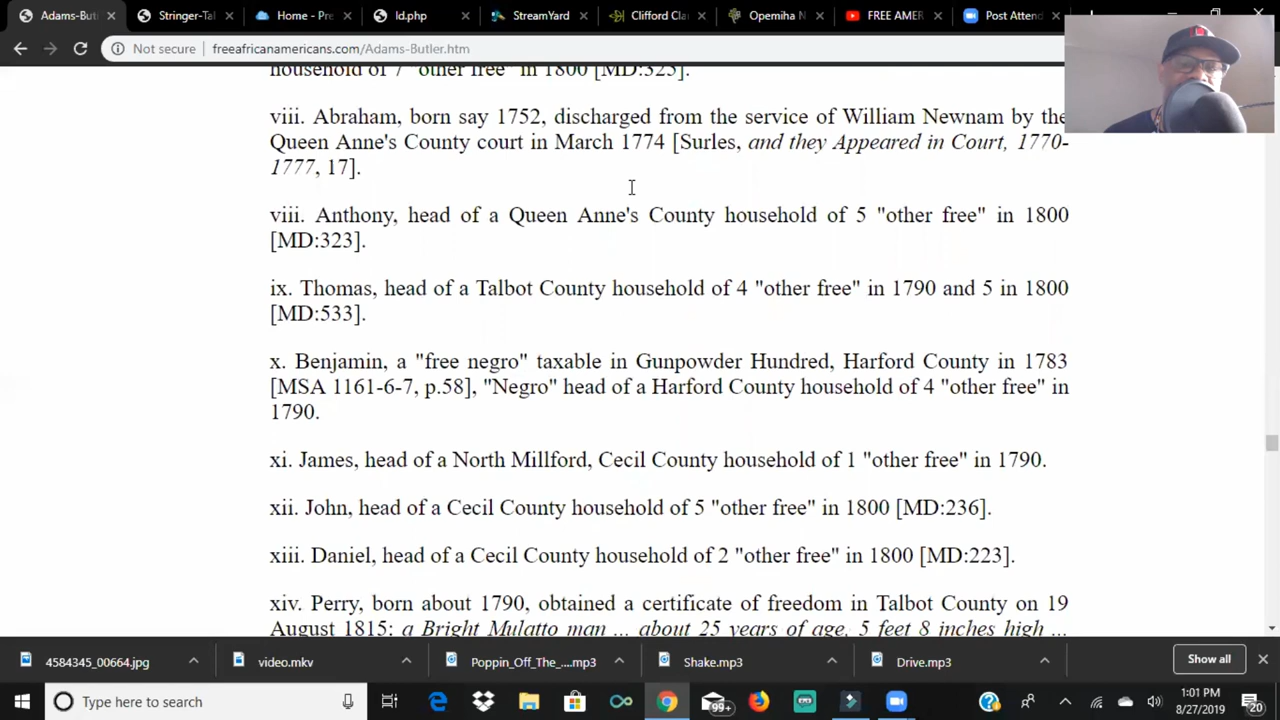 Adams-Bu
Stringer-Tal
Home - Pre
ld.php
StreamYard
Clifford Cla
Opemiha N
FREE AMER
Post Attend
Not secure
freeafricanamericans.com/Adams-Butler.htm
household of 7 "other free" in 1800 [MD:325].
viii. Abraham, born say 1752, discharged from the service of William Newnam by the
Queen Anne's County court in March 1774 [Surles, and they Appeared in Court, 1770-
1777, 17].
viii. Anthony, head of a Queen Anne's County household of 5 "other free" in 1800
[MD:323].
ix. Thomas, head of a Talbot County household of 4 "other free" in 1790 and 5 in 1800
[MD:533].
x. Benjamin, a "free negro" taxable in Gunpowder Hundred, Harford County in 1783
[MSA 1161-6-7, p.58], "Negro" head of a Harford County household of 4 "other free" in
1790.
xi. James, head of a North Millford, Cecil County household of 1 "other free" in 1790.
xii. John, head of a Cecil County household of 5 "other free" in 1800 [MD:236].
xiii. Daniel, head of a Cecil County household of 2 "other free" in 1800 [MD:223].
xiv. Perry, born about 1790, obtained a certificate of freedom in Talbot County on 19
August 1815: a Bright Mulatto man ... about 25 years of age, 5 feet 8 inches high ...
4584345_00664.jpg
video.mkv
Poppin_Off_The_....mp3
Shake.mp3
Drive.mp3
Show all
Type here to search
99+
1:01 PM
8/27/2019
20